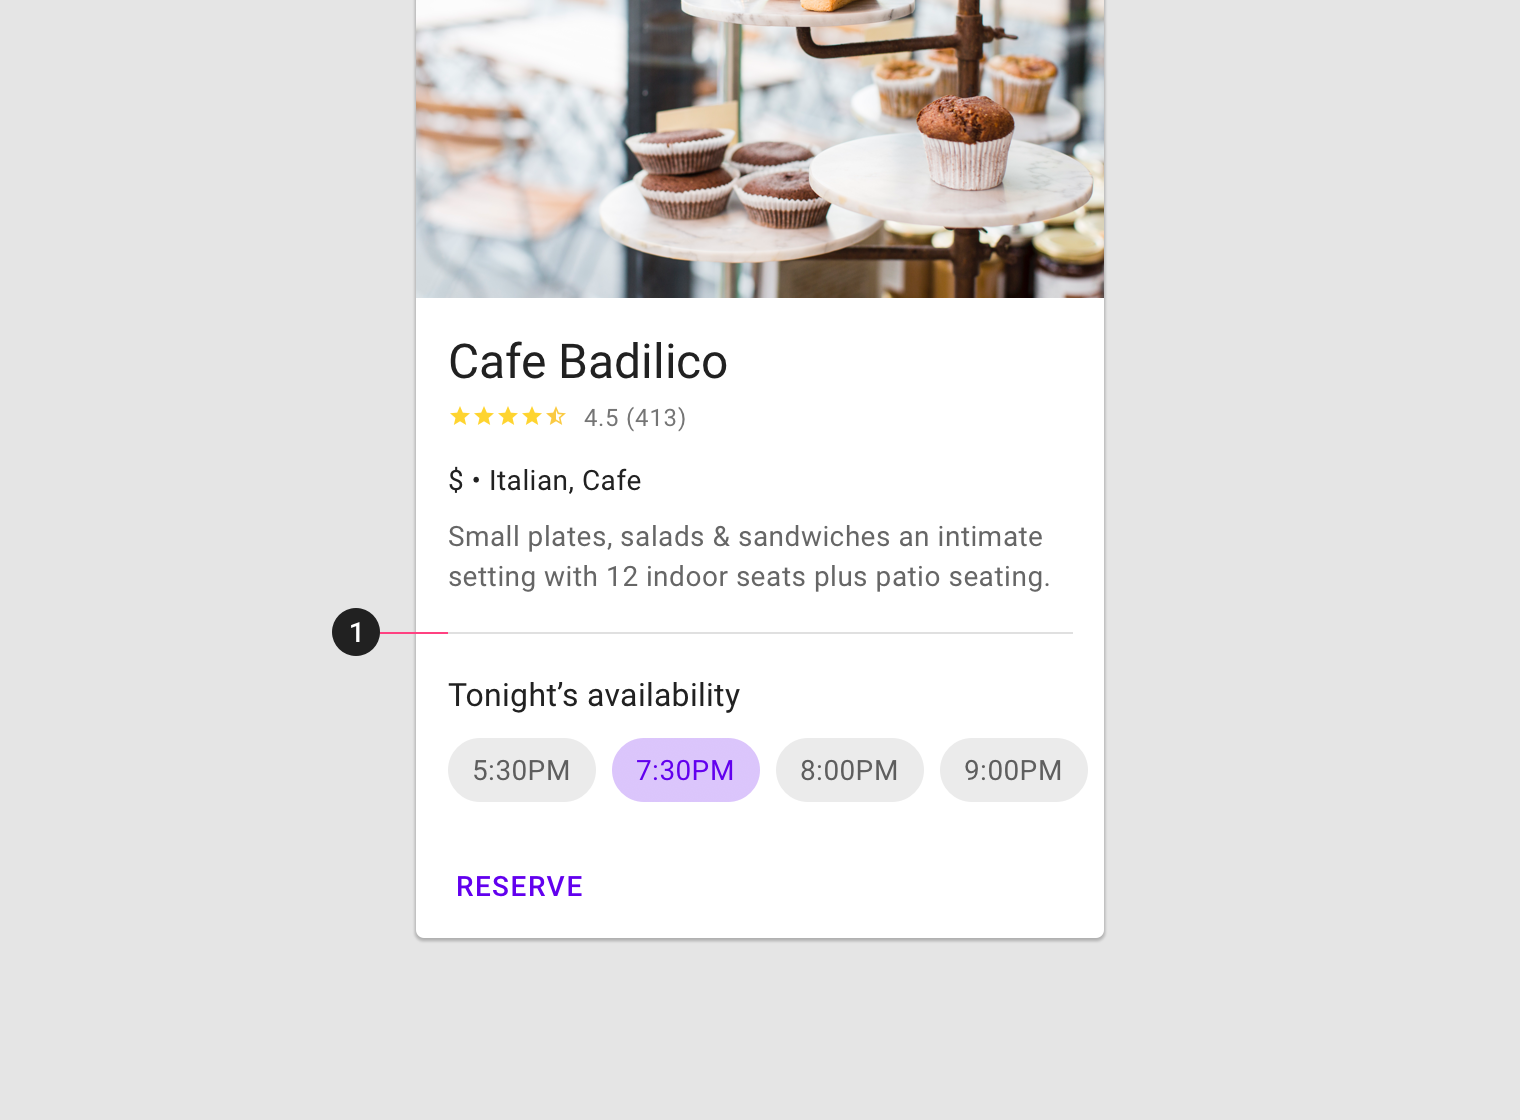 Cafe Badilico
4.5 (413)
$ • Italian, Cafe
Small plates, salads & sandwiches an intimate
setting with 12 indoor seats plus patio seating.
1
Tonight’s availability
5:30PM 7:30PM 8:00PM 9:00PM
RESERVE